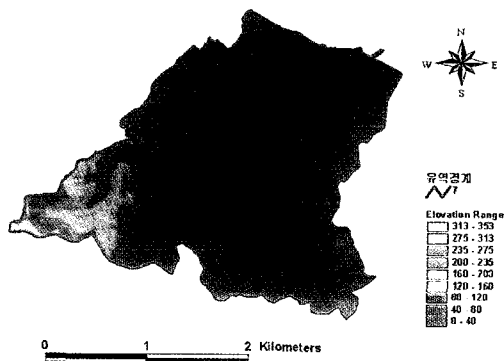 N
W E
S
유역경계
7
Elevation Range
313 - 353
275 - 313
235 - 275
200 - 235
160 - 200
120 - 160
80 - 120
40 - 80
0 - 40
0 1 2 Kilometers